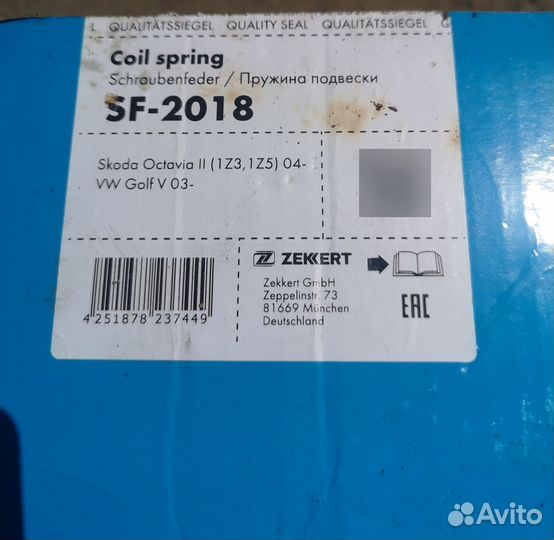 L QUALITÄTSSIEGEL QUALITY SEAL QUALITÄTSSIEGEL
Coil spring
Schraubenfeder / Пружина подвески
SF-2018
Skoda Octavia II (1Z3,1Z5) 04-
VW Golf V 03-
ZEKKERT
Zekkert GmbH
Zeppelinstr. 73
81669 München
Deutschland
EAC
4 251878 237449
Avito